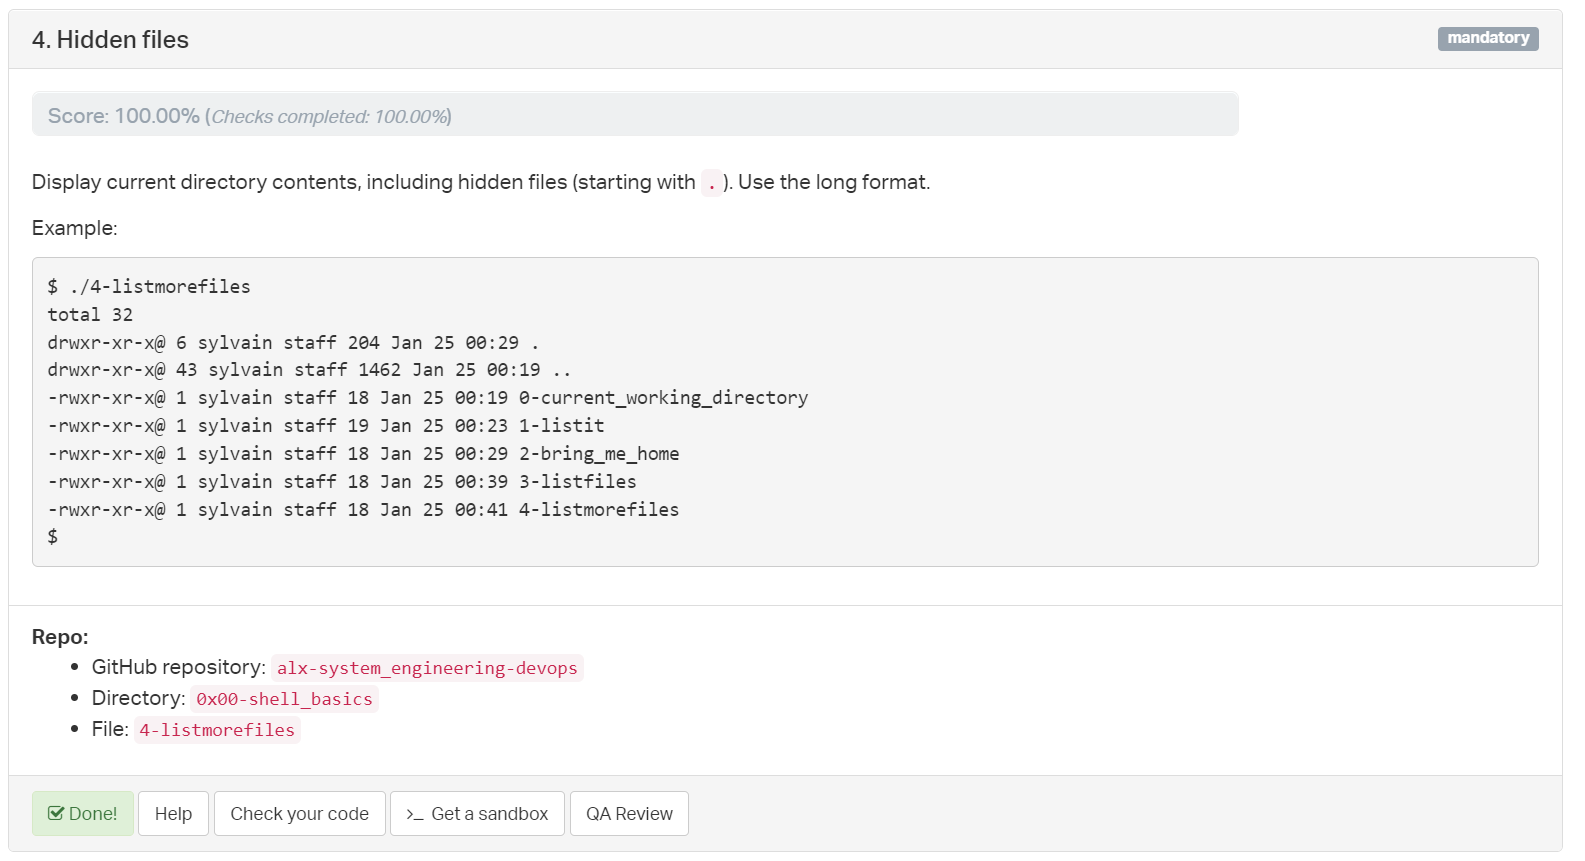 4. Hidden files
mandatory
Score: 100.00% (Checks completed: 100.00%)
Display current directory contents, including hidden files (starting with . ). Use the long format.
Example:
$ ./4-listmorefiles
total 32
drwxr-xr-x@ 6 sylvain staff 204 Jan 25 00:29 .
drwxr-xr-x@ 43 sylvain staff 1462 Jan 25 00:19 ..
-rwxr-xr-x@ 1 sylvain staff 18 Jan 25 00:19 0-current_working_directory
-rwxr-xr-x@ 1 sylvain staff 19 Jan 25 00:23 1-listit
-rwxr-xr-x@ 1 sylvain staff 18 Jan 25 00:29 2-bring_me_home
-rwxr-xr-x@ 1 sylvain staff 18 Jan 25 00:39 3-listfiles
-rwxr-xr-x@ 1 sylvain staff 18 Jan 25 00:41 4-listmorefiles
$
Repo:
• GitHub repository: alx-system_engineering-devops
• Directory: 0x00-shell_basics
• File: 4-listmorefiles
Done!
Help
Check your code
>_ Get a sandbox
QA Review